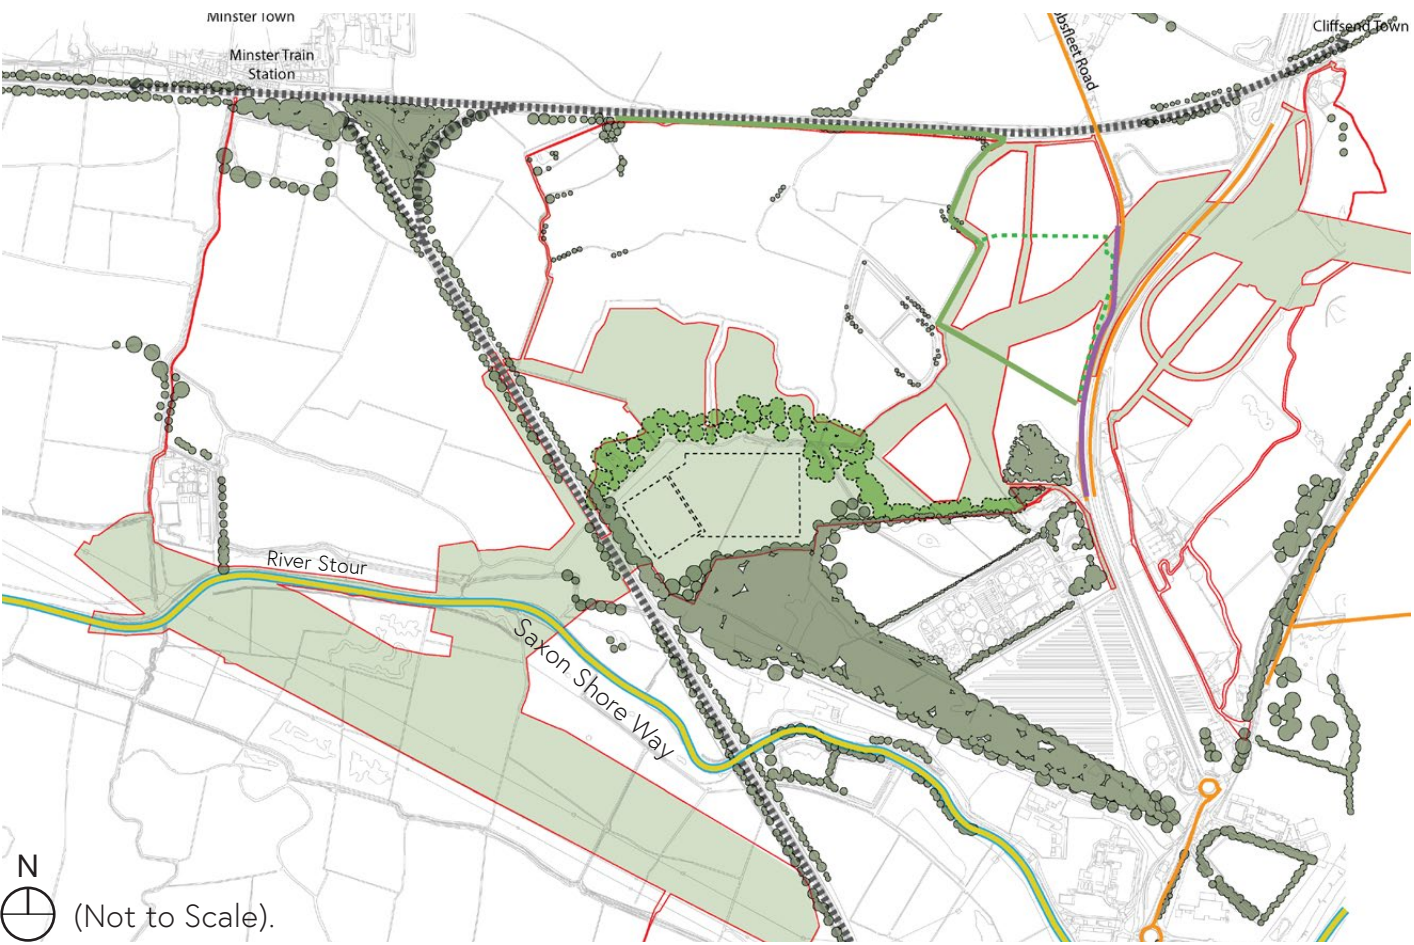 Minster Town
Minster Train
Station
Cliffsend Town
River Stour
Saxon Shore Way
N
(Not to Scale).